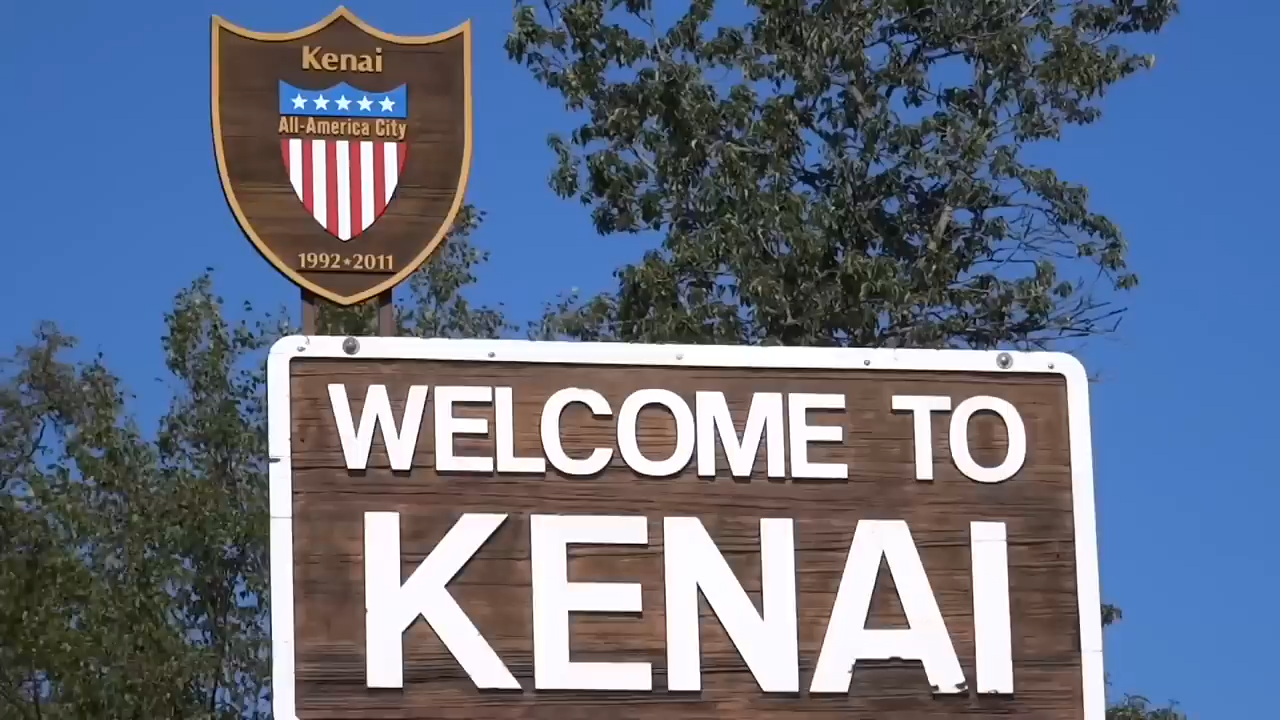 Kenai
All-America City
1992★2011
WELCOME TO
KENAI